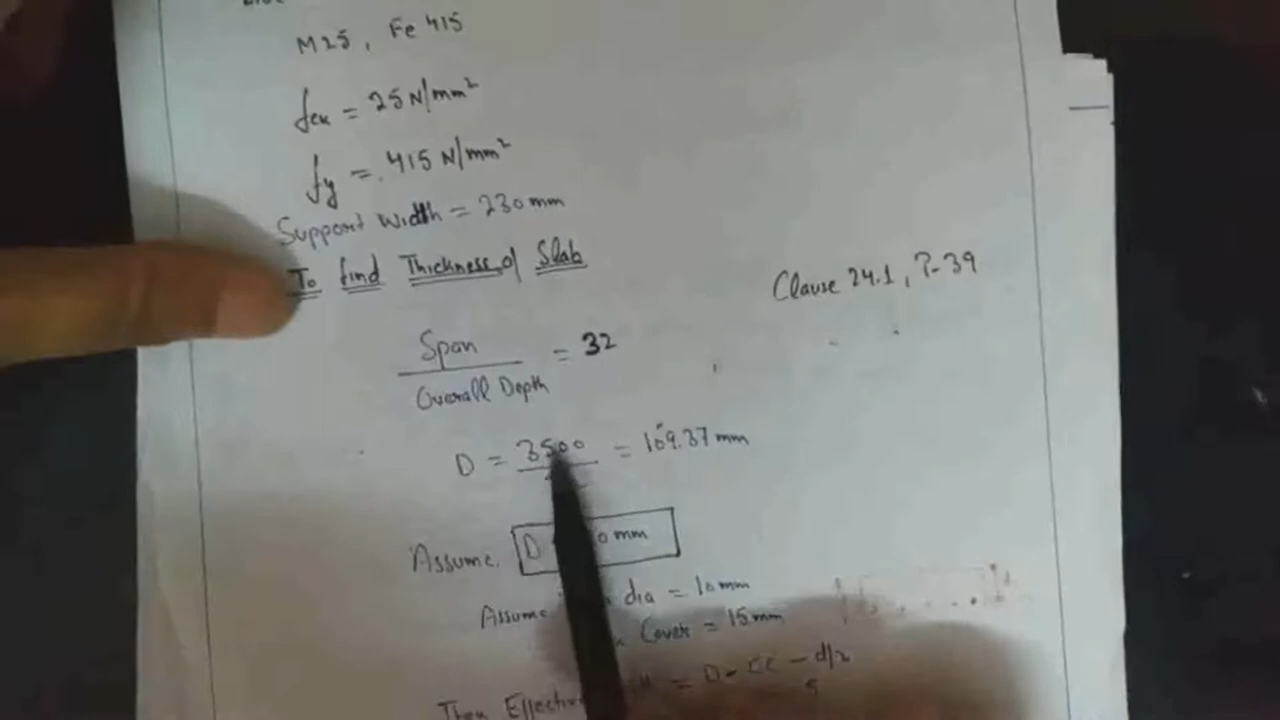 M25, Fe 415
fck = 25 N/mm²
fy = 415 N/mm²
Support Width = 230 mm
To find Thickness of Slab
Clause 24.1, P-39
Span
= 32
Overall Depth
D = 3500 = 109.37 mm
Assume. D mm
Assume dia = 10 mm
Cover = 15 mm
Then = D - CC - d/2